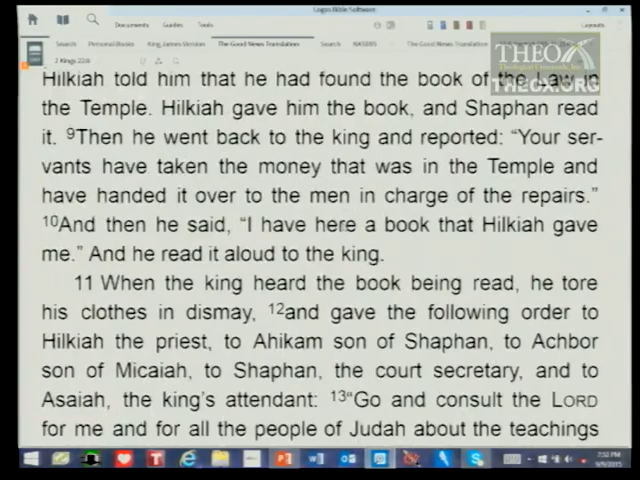 Logos Bible Software
Documents Guides Tools
Layouts
Search Personal Books King James Version The Good News Translation Search NASB95 The Good News Translation
2 Kings 22:8
THEOX
THEOX.ORG
Hilkiah told him that he had found the book of the Law in
the Temple. Hilkiah gave him the book, and Shaphan read
it. 9Then he went back to the king and reported: “Your ser-
vants have taken the money that was in the Temple and
have handed it over to the men in charge of the repairs.”
10And then he said, “I have here a book that Hilkiah gave
me.” And he read it aloud to the king.
11 When the king heard the book being read, he tore
his clothes in dismay, 12and gave the following order to
Hilkiah the priest, to Ahikam son of Shaphan, to Achbor
son of Micaiah, to Shaphan, the court secretary, and to
Asaiah, the king's attendant: 13“Go and consult the LORD
for me and for all the people of Judah about the teachings
7:52 PM
9/9/2015